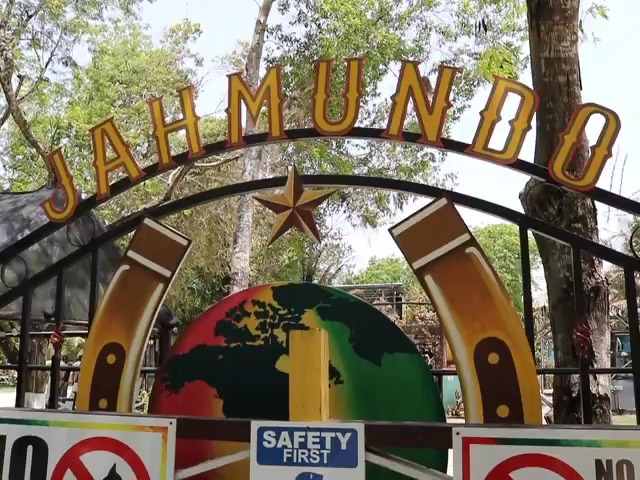 JAHMUNDO
SAFETY
FIRST
NO
NO